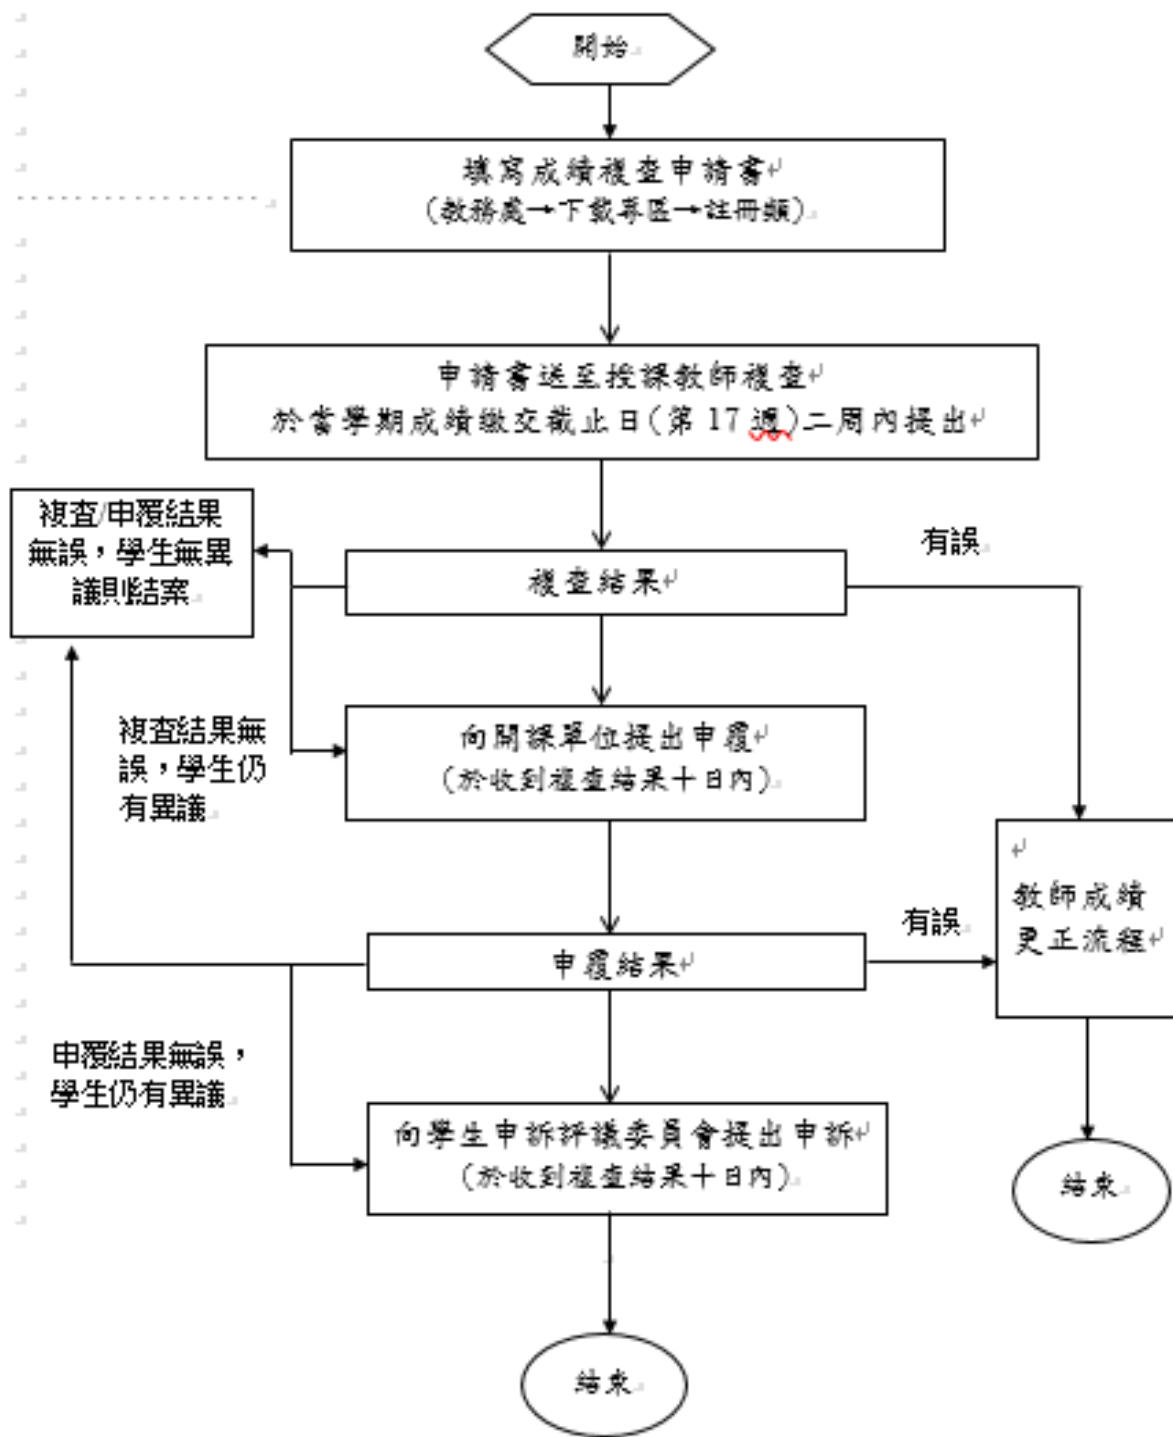 開始
填寫成績複查申請書
(教務處→下載專區→註冊類)
申請書送至授課教師複查
於當學期成績繳交截止日(第 17 週)二周內提出
複查/申覆結果
無誤，學生無異
議則結案
有誤
複查結果
複查結果無
誤，學生仍
有異議
向開課單位提出申覆
(於收到複查結果十日內)
教師成績
更正流程
有誤
申覆結果
申覆結果無誤，
學生仍有異議
向學生申訴評議委員會提出申訴
(於收到複查結果十日內)
結束
結束